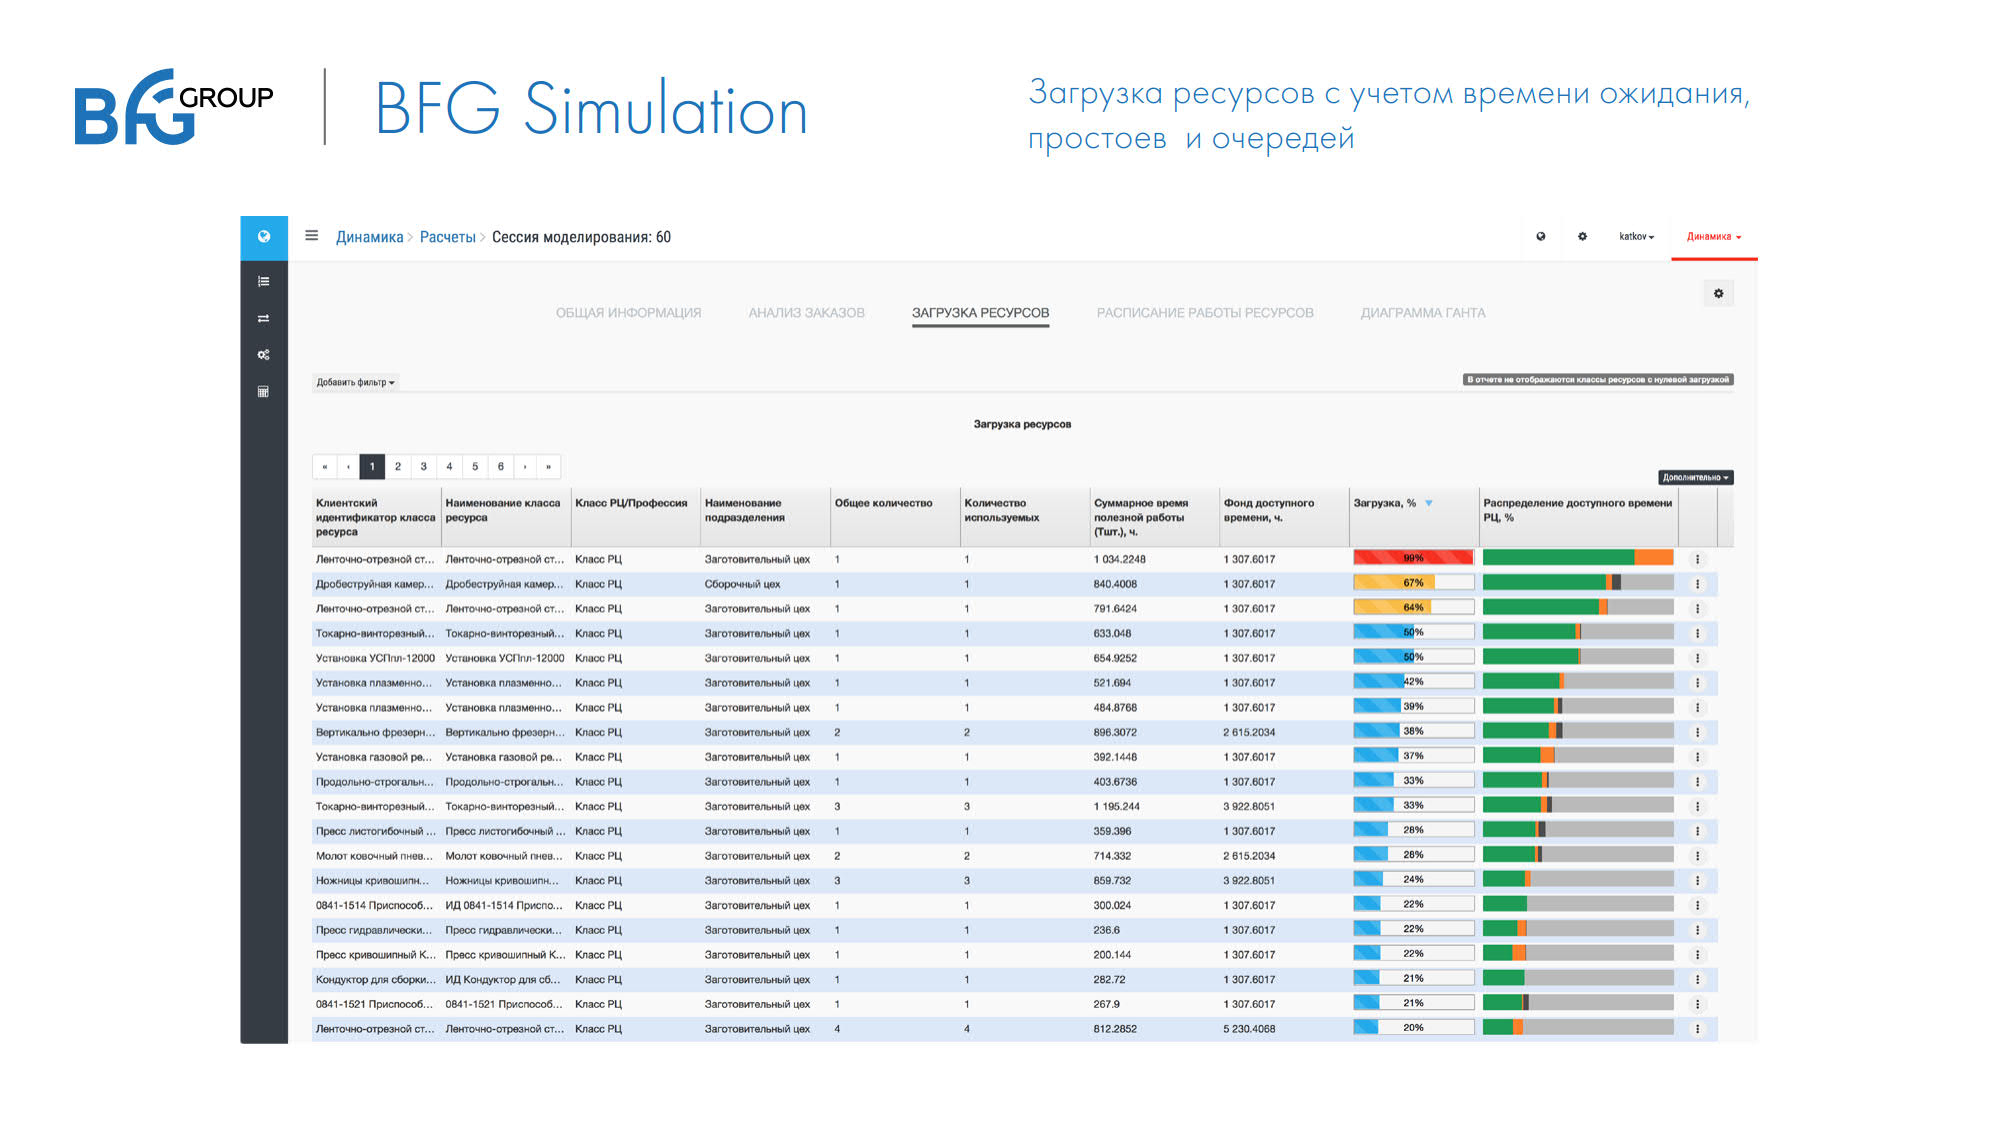 BFG GROUP
BFG Simulation
Загрузка ресурсов с учетом времени ожидания,
простоев и очередей
Динамика > Расчеты > Сессия моделирования: 60
katkov
Динамика
ОБЩАЯ ИНФОРМАЦИЯ АНАЛИЗ ЗАКАЗОВ ЗАГРУЗКА РЕСУРСОВ РАСПИСАНИЕ РАБОТЫ РЕСУРСОВ ДИАГРАММА ГАНТА
Добавить фильтр
В отчете не отображаются классы ресурсов с нулевой загрузкой
Загрузка ресурсов
« ‹ 1 2 3 4 5 6 › »
Дополнительно
Клиентский идентификатор класса ресурса Наименование класса ресурса Класс РЦ/Профессия Наименование подразделения Общее количество Количество используемых Суммарное время полезной работы (Тшт.), ч. Фонд доступного времени, ч. Загрузка, % Распределение доступного времени РЦ, %
Ленточно-отрезной ст... Ленточно-отрезной ст... Класс РЦ Заготовительный цех 1 1 1 034.2248 1 307.6017 99%
Дробеструйная камер... Дробеструйная камер... Класс РЦ Сборочный цех 1 1 840.4008 1 307.6017 67%
Ленточно-отрезной ст... Ленточно-отрезной ст... Класс РЦ Заготовительный цех 1 1 791.6424 1 307.6017 64%
Токарно-винторезный... Токарно-винторезный... Класс РЦ Заготовительный цех 1 1 633.048 1 307.6017 50%
Установка УСПпл-12000 Установка УСПпл-12000 Класс РЦ Заготовительный цех 1 1 654.9252 1 307.6017 50%
Установка плазменно... Установка плазменно... Класс РЦ Заготовительный цех 1 1 521.694 1 307.6017 42%
Установка плазменно... Установка плазменно... Класс РЦ Заготовительный цех 1 1 484.8768 1 307.6017 39%
Вертикально фрезерн... Вертикально фрезерн... Класс РЦ Заготовительный цех 2 2 896.3072 2 615.2034 38%
Установка газовой ре... Установка газовой ре... Класс РЦ Заготовительный цех 1 1 392.1448 1 307.6017 37%
Продольно-строгальн... Продольно-строгальн... Класс РЦ Заготовительный цех 1 1 403.6736 1 307.6017 33%
Токарно-винторезный... Токарно-винторезный... Класс РЦ Заготовительный цех 3 3 1 195.244 3 922.8051 33%
Пресс листогибочный ... Пресс листогибочный ... Класс РЦ Заготовительный цех 1 1 359.396 1 307.6017 28%
Молот ковочный пнев... Молот ковочный пнев... Класс РЦ Заготовительный цех 2 2 714.332 2 615.2034 28%
Ножницы кривошипн... Ножницы кривошипн... Класс РЦ Заготовительный цех 3 3 859.732 3 922.8051 24%
0841-1514 Приспособ... ИД 0841-1514 Приспо... Класс РЦ Заготовительный цех 1 1 300.024 1 307.6017 22%
Пресс гидравлически... Пресс гидравлически... Класс РЦ Заготовительный цех 1 1 236.6 1 307.6017 22%
Пресс кривошипный К... Пресс кривошипный К... Класс РЦ Заготовительный цех 1 1 200.144 1 307.6017 22%
Кондуктор для сборки... ИД Кондуктор для сб... Класс РЦ Заготовительный цех 1 1 282.72 1 307.6017 21%
0841-1521 Приспособ... 0841-1521 Приспособ... Класс РЦ Заготовительный цех 1 1 267.9 1 307.6017 21%
Ленточно-отрезной ст... Ленточно-отрезной ст... Класс РЦ Заготовительный цех 4 4 812.2852 5 230.4068 20%